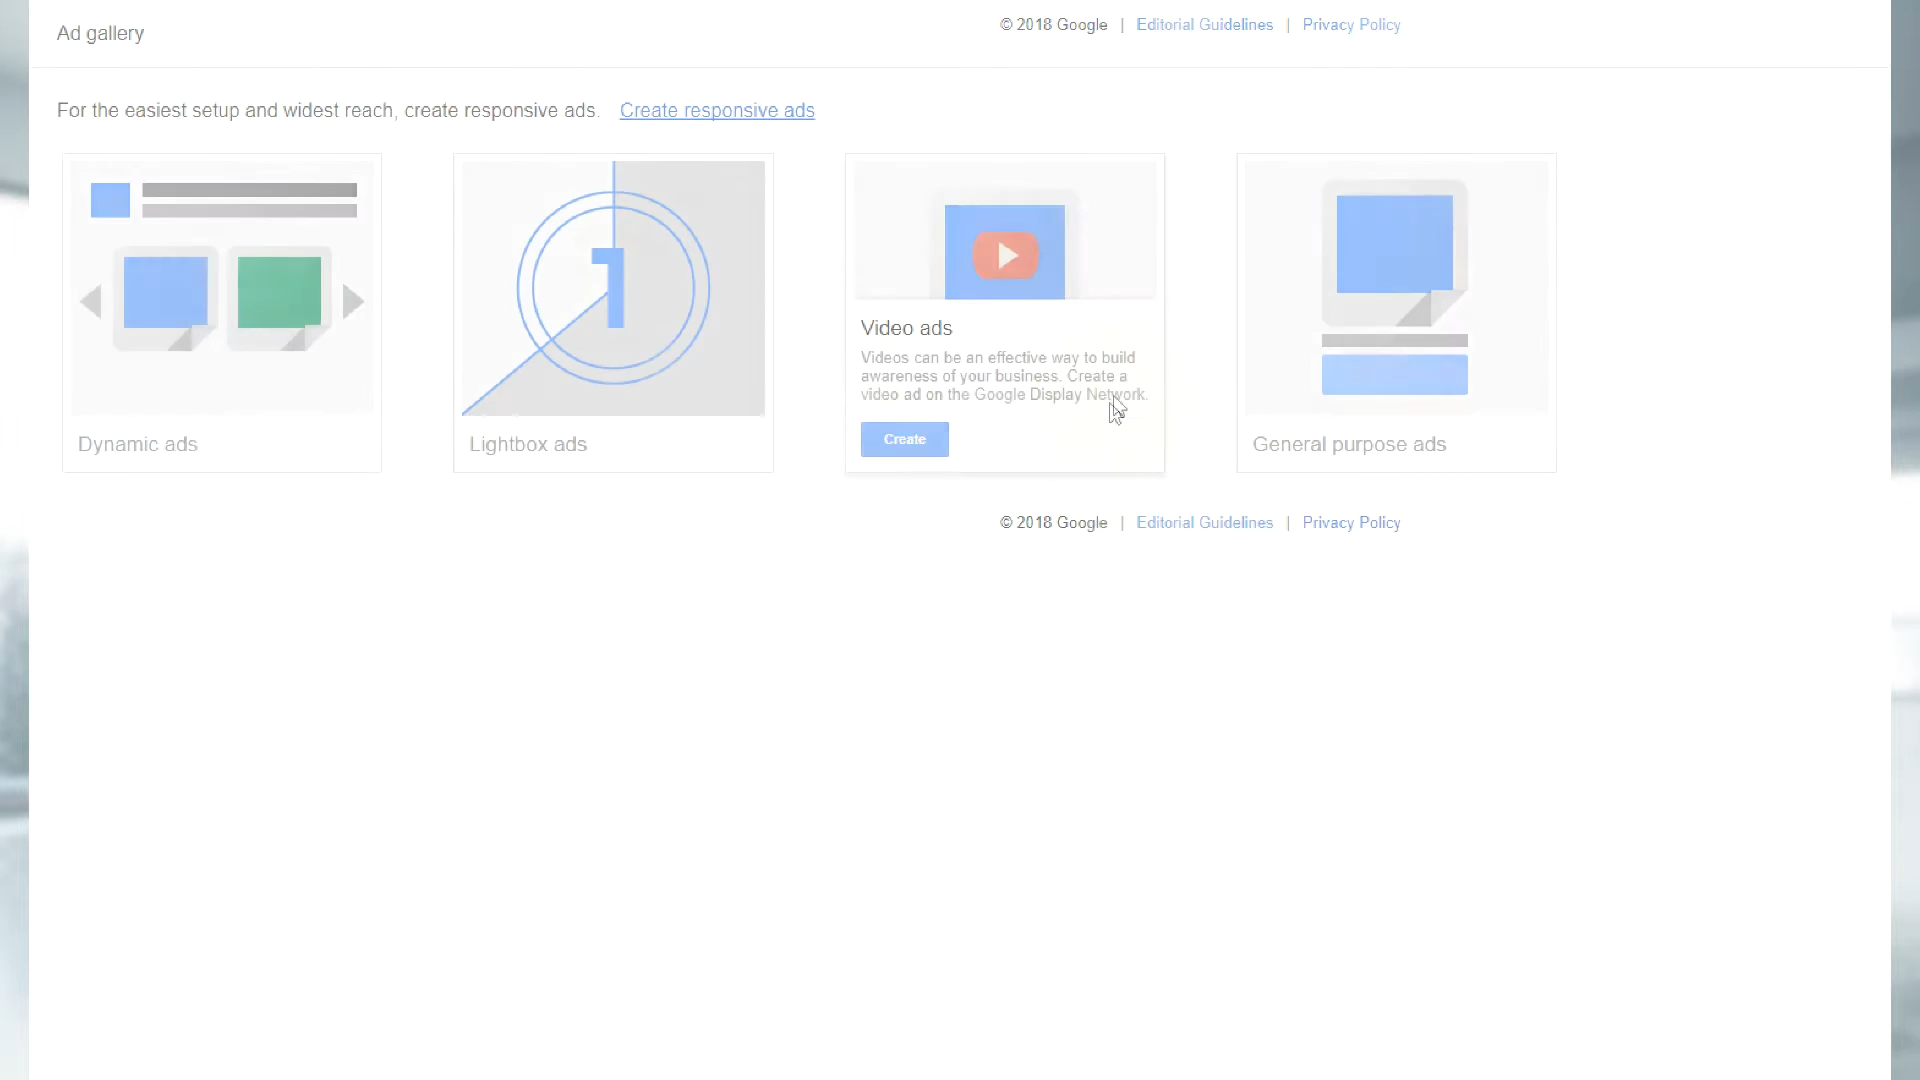 Ad gallery
© 2018 Google | Editorial Guidelines | Privacy Policy
For the easiest setup and widest reach, create responsive ads. Create responsive ads
1
Dynamic ads
Lightbox ads
Video ads
Videos can be an effective way to build
awareness of your business. Create a
video ad on the Google Display Network.
Create
General purpose ads
© 2018 Google | Editorial Guidelines | Privacy Policy